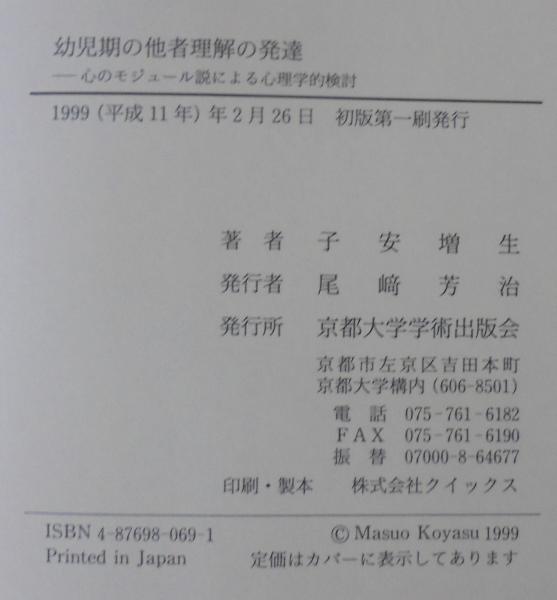 幼児期の他者理解の発達
―心のモジュール説による心理学的検討
1999 (平成 11 年) 年 2 月 26 日　初版第一刷発行
著　者　子　安　増　生
発行者　尾　﨑　芳　治
発行所　京都大学学術出版会
京都市左京区吉田本町
京都大学構内 (606-8501)
電　話　075-761-6182
ＦＡＸ　075-761-6190
振　替　07000-8-64677
印刷・製本　株式会社クイックス
ISBN 4-87698-069-1　© Masuo Koyasu 1999
Printed in Japan　定価はカバーに表示してあります